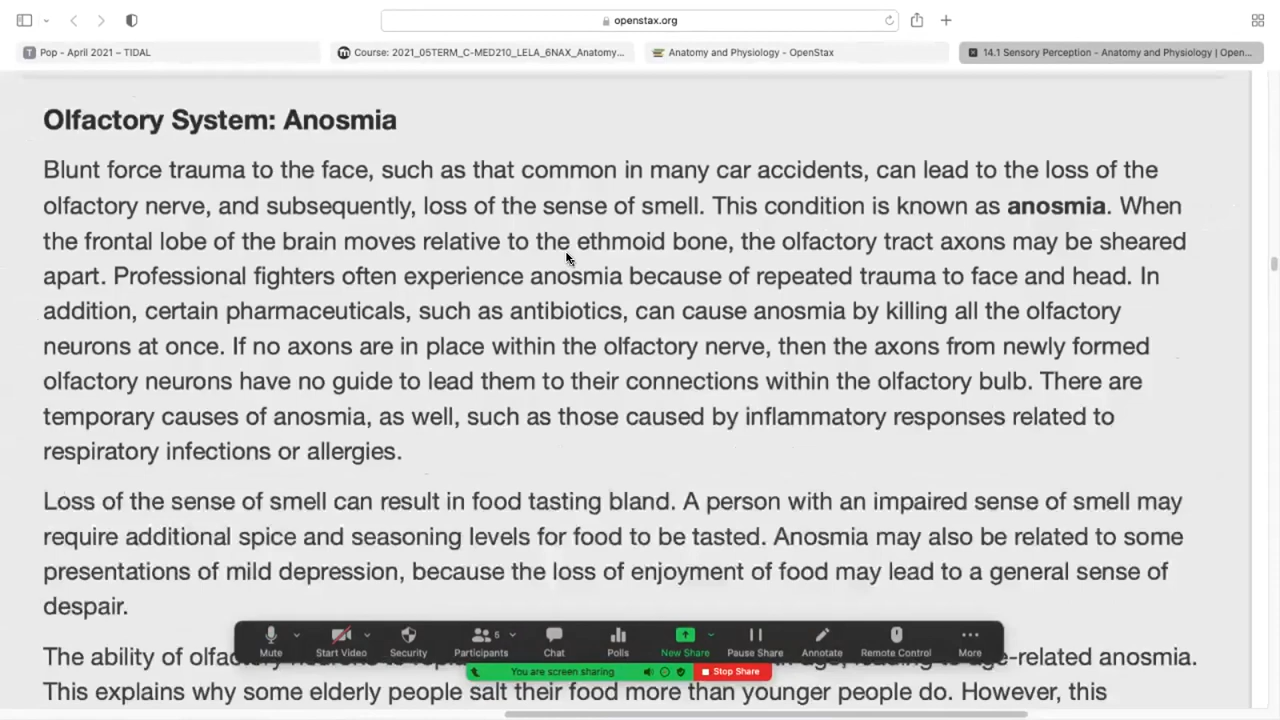 openstax.org
Pop - April 2021 – TIDAL
Course: 2021_05TERM_C-MED210_LELA_6NAX_Anatomy...
Anatomy and Physiology - OpenStax
14.1 Sensory Perception - Anatomy and Physiology | Open...
Olfactory System: Anosmia
Blunt force trauma to the face, such as that common in many car accidents, can lead to the loss of the
olfactory nerve, and subsequently, loss of the sense of smell. This condition is known as anosmia. When
the frontal lobe of the brain moves relative to the ethmoid bone, the olfactory tract axons may be sheared
apart. Professional fighters often experience anosmia because of repeated trauma to face and head. In
addition, certain pharmaceuticals, such as antibiotics, can cause anosmia by killing all the olfactory
neurons at once. If no axons are in place within the olfactory nerve, then the axons from newly formed
olfactory neurons have no guide to lead them to their connections within the olfactory bulb. There are
temporary causes of anosmia, as well, such as those caused by inflammatory responses related to
respiratory infections or allergies.
Loss of the sense of smell can result in food tasting bland. A person with an impaired sense of smell may
require additional spice and seasoning levels for food to be tasted. Anosmia may also be related to some
presentations of mild depression, because the loss of enjoyment of food may lead to a general sense of
despair.
Mute Start Video Security Participants 6 Chat Polls New Share Pause Share Annotate Remote Control More
The ability of age-related anosmia.
You are screen sharing Stop Share
This explains why some elderly people salt their food more than younger people do. However, this